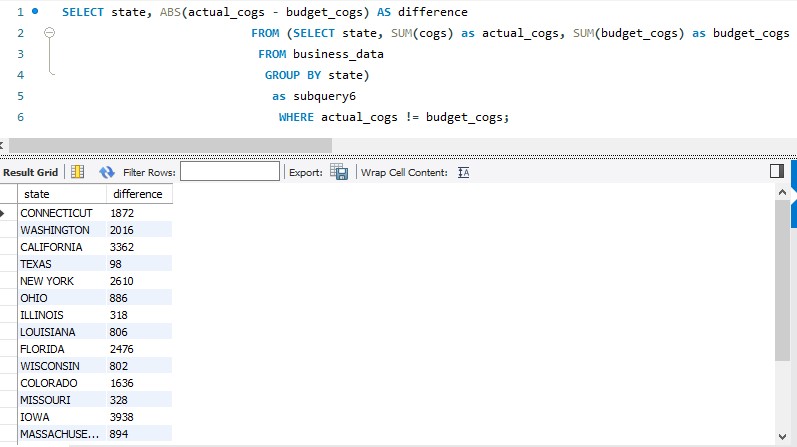 1 SELECT state, ABS(actual_cogs - budget_cogs) AS difference
2 FROM (SELECT state, SUM(cogs) as actual_cogs, SUM(budget_cogs) as budget_cogs
3 FROM business_data
4 GROUP BY state)
5 as subquery6
6 WHERE actual_cogs != budget_cogs;
Result Grid Filter Rows: Export: Wrap Cell Content: IA
state difference
CONNECTICUT 1872
WASHINGTON 2016
CALIFORNIA 3362
TEXAS 98
NEW YORK 2610
OHIO 886
ILLINOIS 318
LOUISIANA 806
FLORIDA 2476
WISCONSIN 802
COLORADO 1636
MISSOURI 328
IOWA 3938
MASSACHUSE... 894